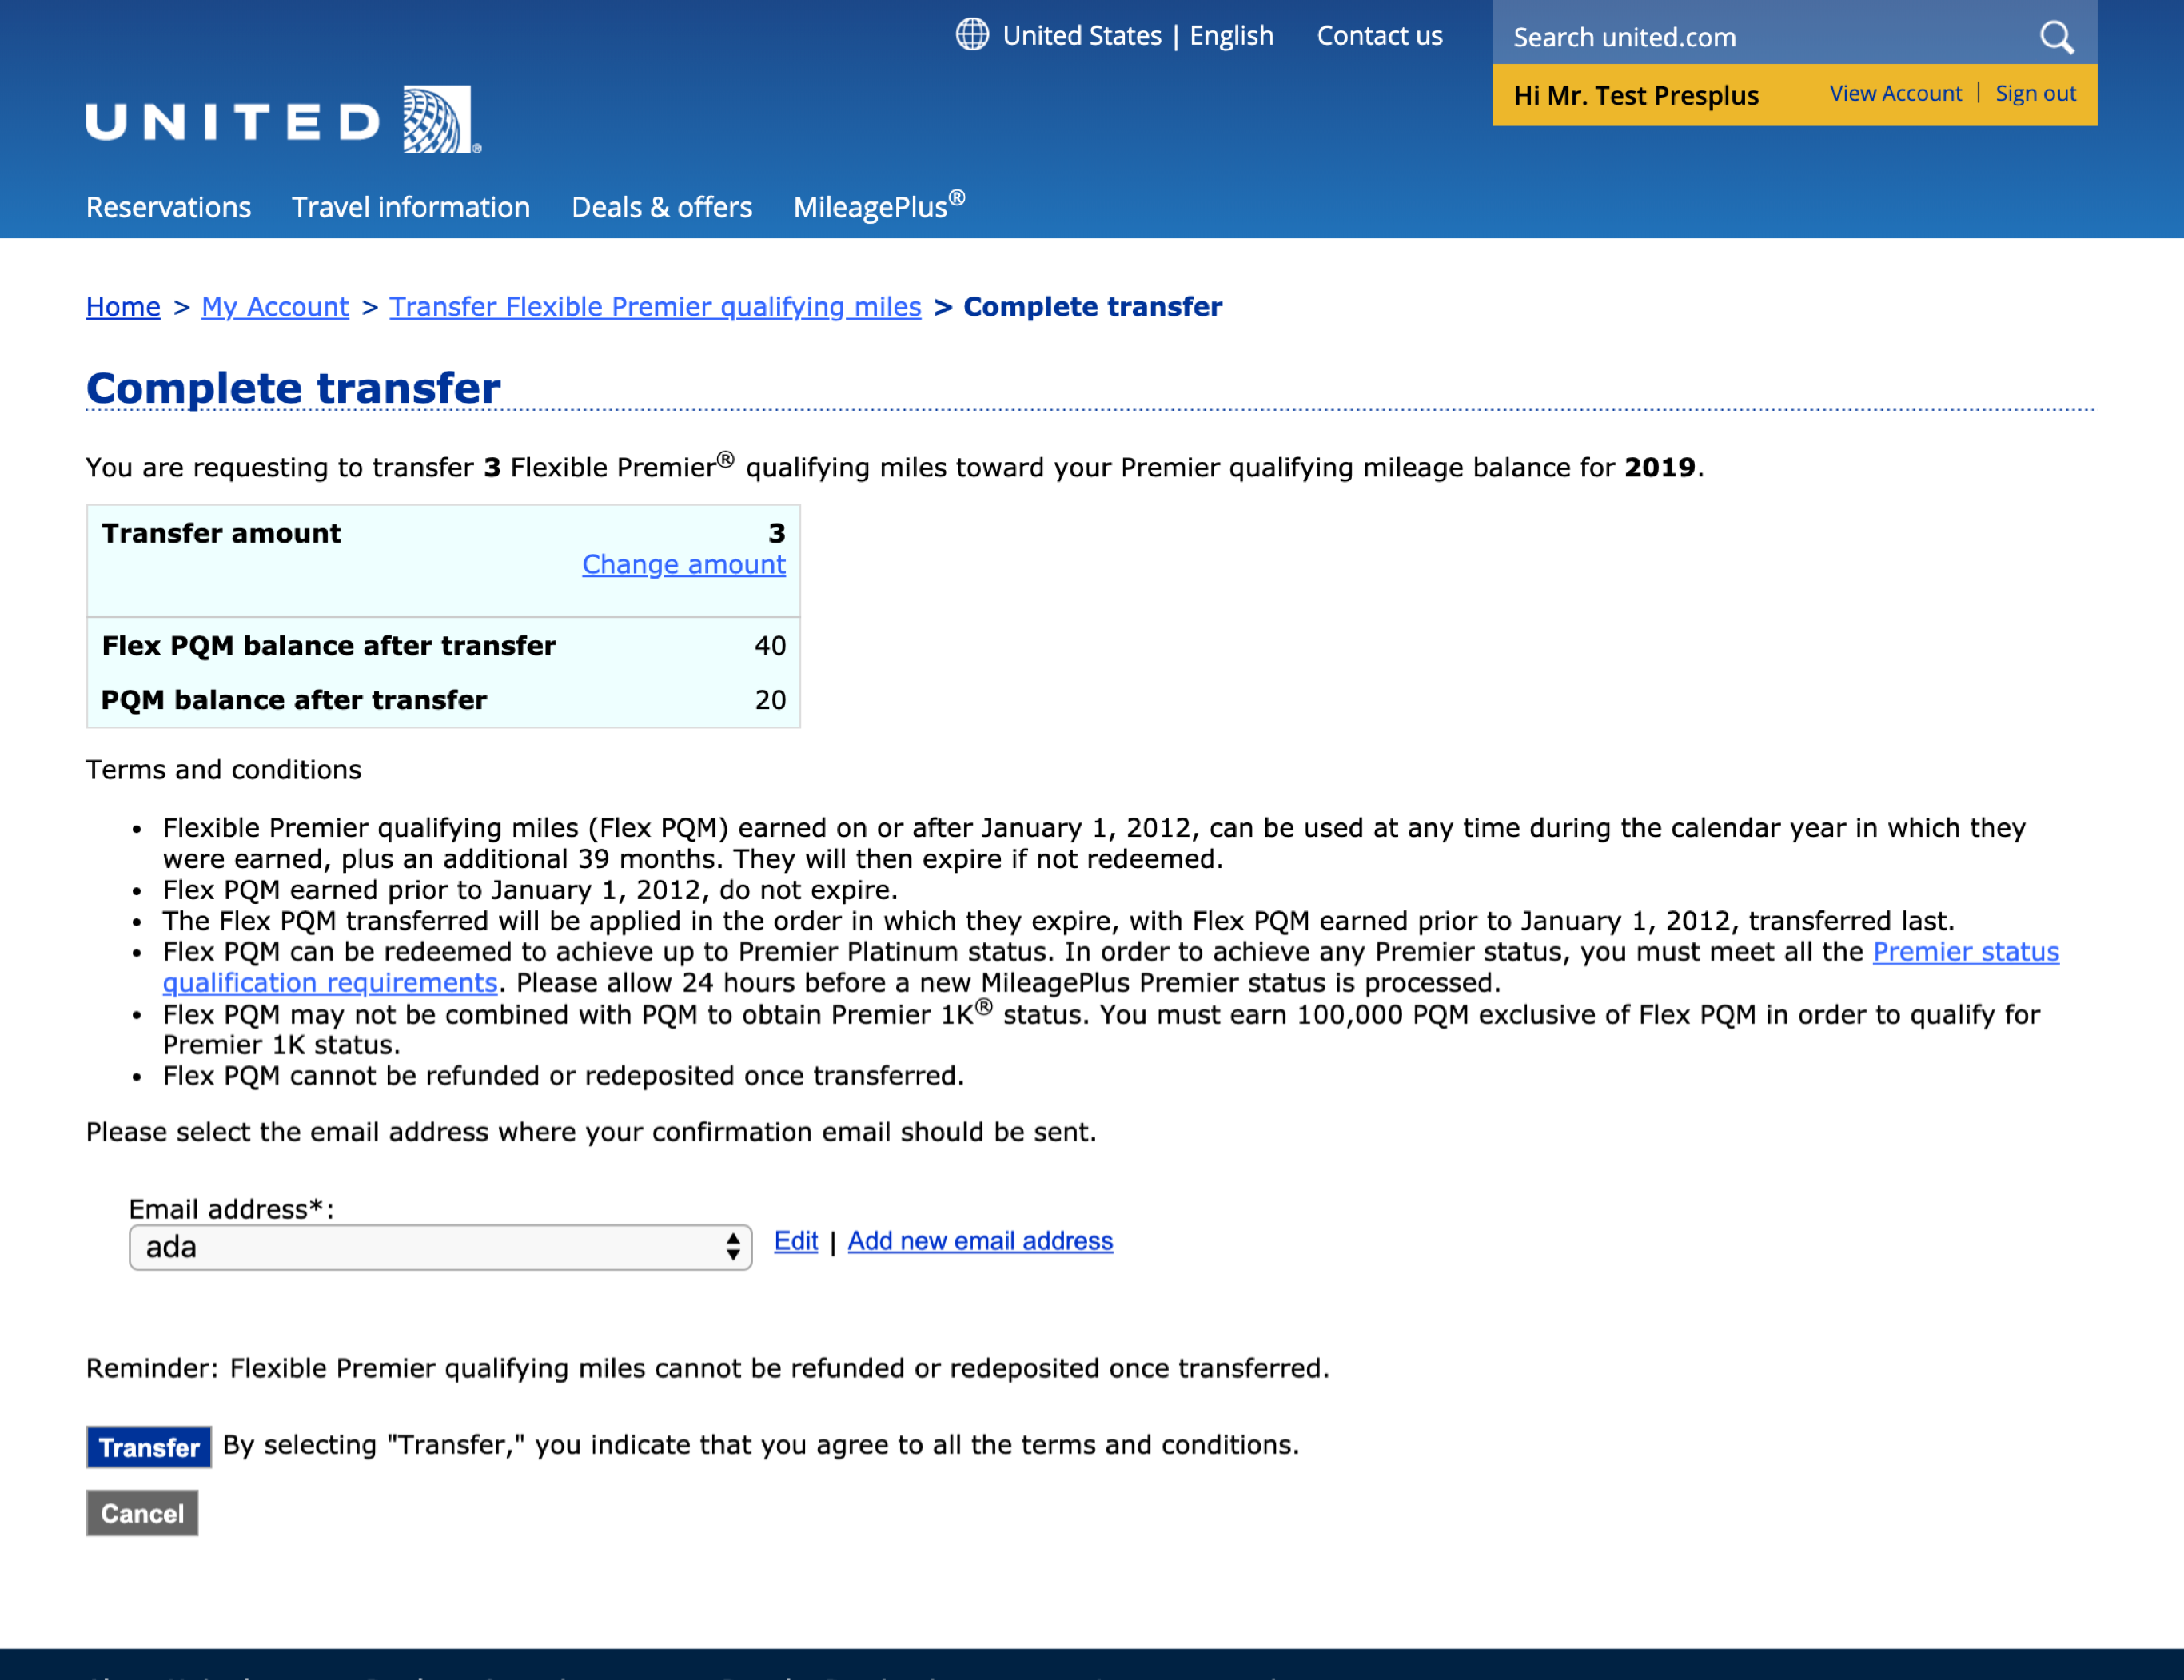 United States | English
Contact us
Search united.com
Hi Mr. Test Presplus
View Account | Sign out
UNITED ®
Reservations
Travel information
Deals & offers
MileagePlus®
Home > My Account > Transfer Flexible Premier qualifying miles > Complete transfer
Complete transfer
You are requesting to transfer 3 Flexible Premier® qualifying miles toward your Premier qualifying mileage balance for 2019.
Transfer amount 3
Change amount
Flex PQM balance after transfer 40
PQM balance after transfer 20
Terms and conditions
• Flexible Premier qualifying miles (Flex PQM) earned on or after January 1, 2012, can be used at any time during the calendar year in which they
were earned, plus an additional 39 months. They will then expire if not redeemed.
• Flex PQM earned prior to January 1, 2012, do not expire.
• The Flex PQM transferred will be applied in the order in which they expire, with Flex PQM earned prior to January 1, 2012, transferred last.
• Flex PQM can be redeemed to achieve up to Premier Platinum status. In order to achieve any Premier status, you must meet all the Premier status
qualification requirements. Please allow 24 hours before a new MileagePlus Premier status is processed.
• Flex PQM may not be combined with PQM to obtain Premier 1K® status. You must earn 100,000 PQM exclusive of Flex PQM in order to qualify for
Premier 1K status.
• Flex PQM cannot be refunded or redeposited once transferred.
Please select the email address where your confirmation email should be sent.
Email address*:
ada
Edit | Add new email address
Reminder: Flexible Premier qualifying miles cannot be refunded or redeposited once transferred.
Transfer By selecting "Transfer," you indicate that you agree to all the terms and conditions.
Cancel